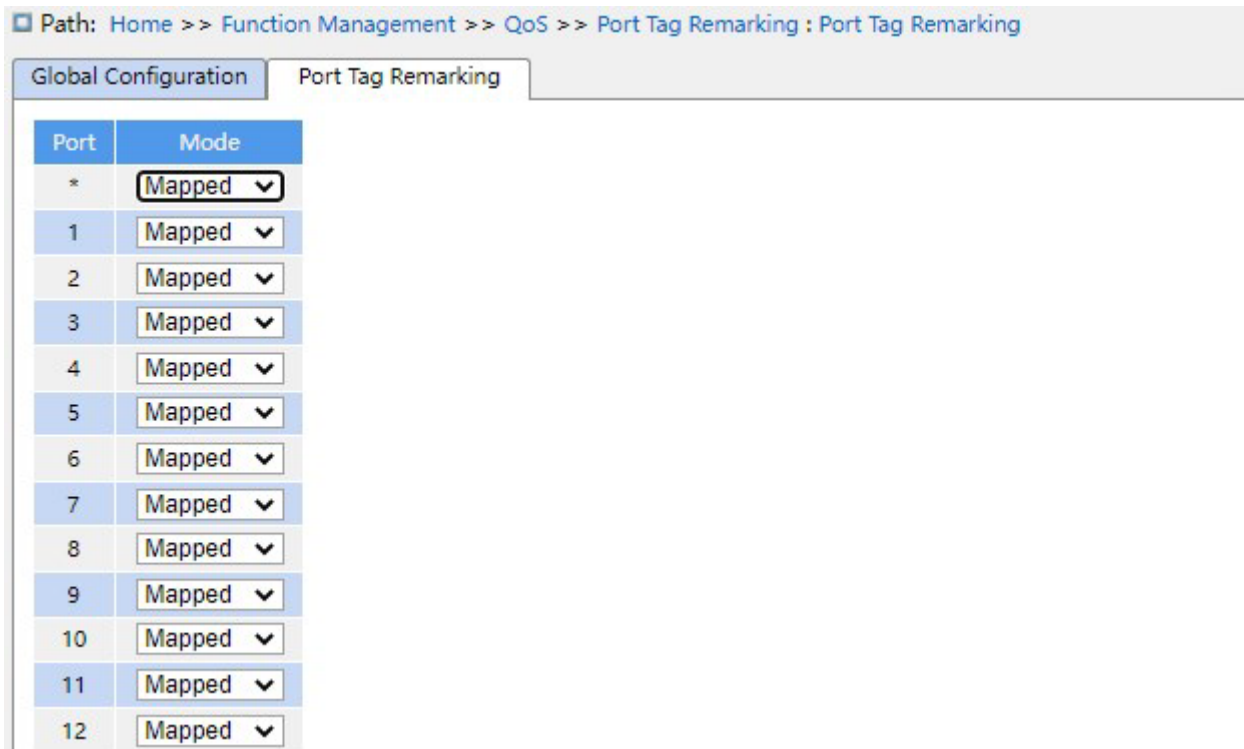 Path: Home >> Function Management >> QoS >> Port Tag Remarking : Port Tag Remarking
Global Configuration Port Tag Remarking
Port Mode
* Mapped
1 Mapped
2 Mapped
3 Mapped
4 Mapped
5 Mapped
6 Mapped
7 Mapped
8 Mapped
9 Mapped
10 Mapped
11 Mapped
12 Mapped